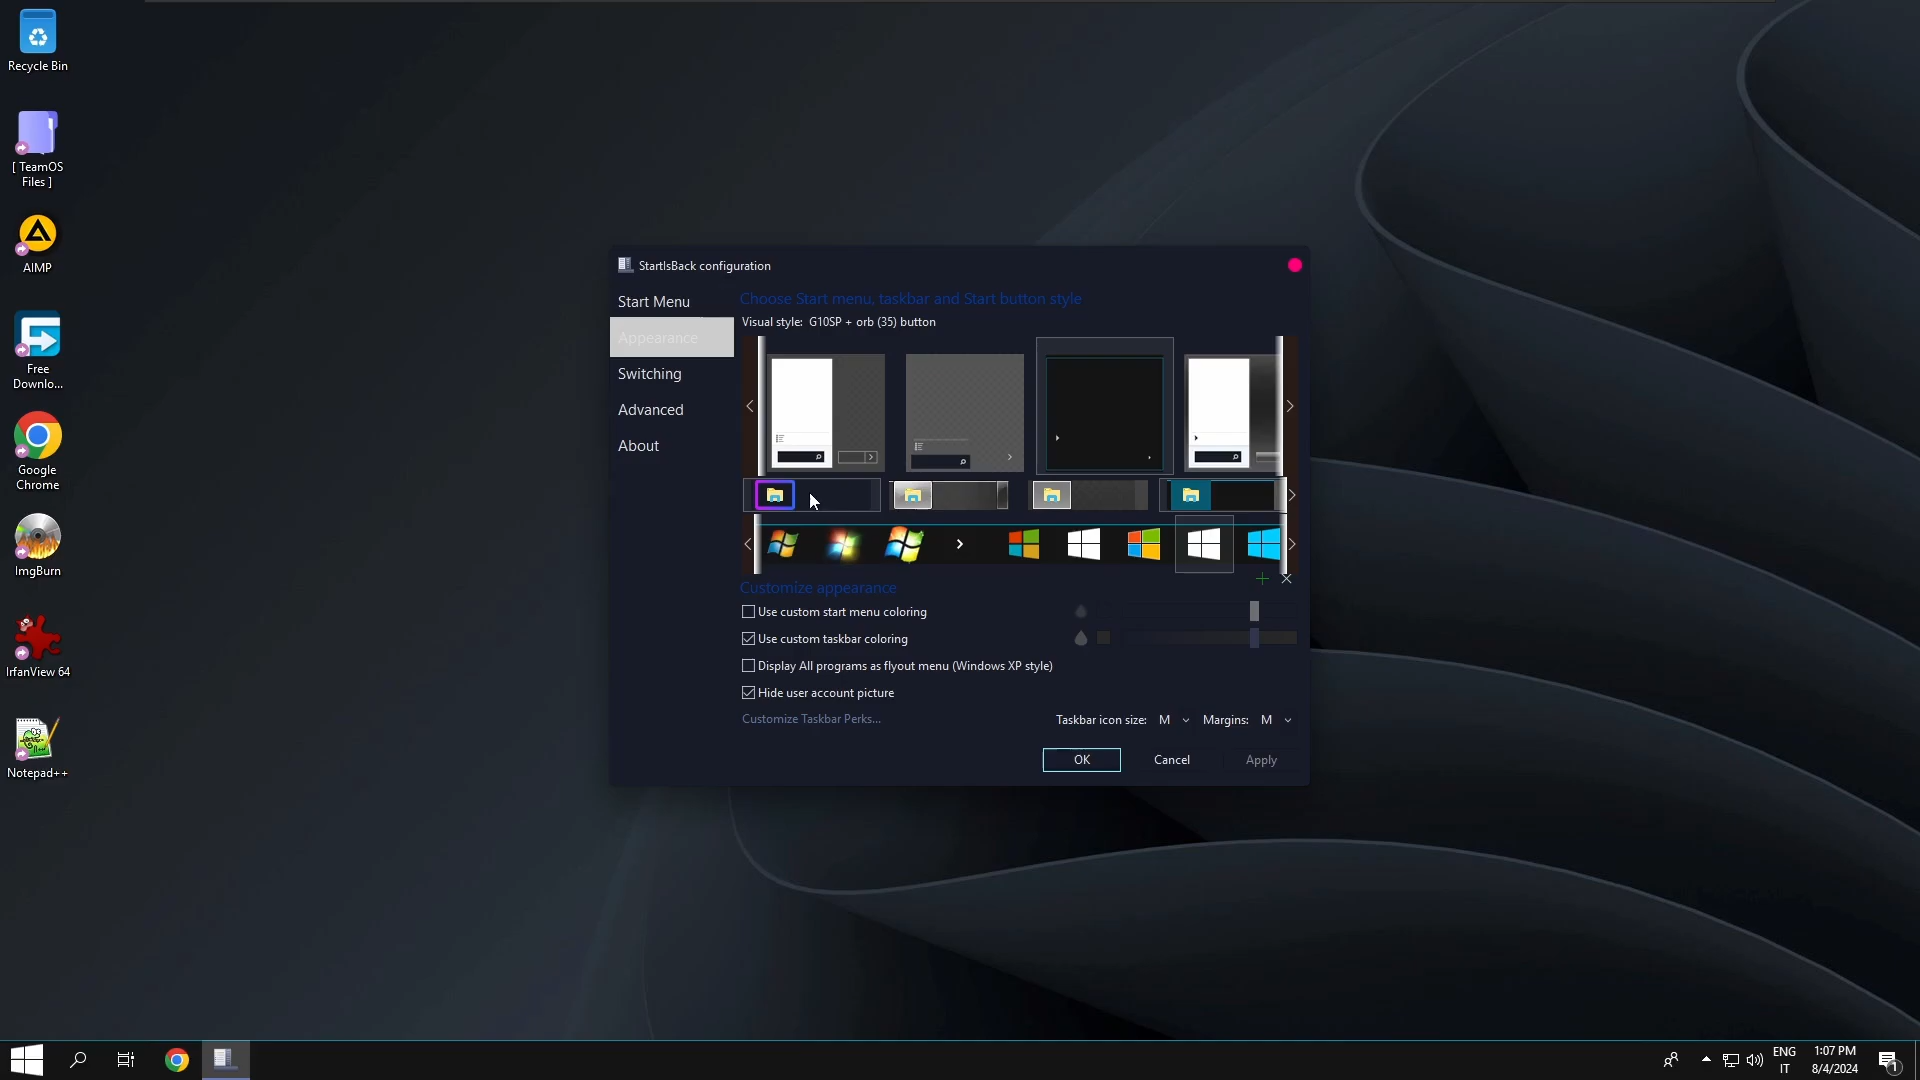 Recycle Bin
[ TeamOS
Files ]
AIMP
Free
Downlo...
Google
Chrome
ImgBurn
IrfanView 64
Notepad++
StartIsBack configuration
Start Menu
Appearance
Switching
Advanced
About
Choose Start menu, taskbar and Start button style
Visual style: G10SP + orb (35) button
Customize appearance
Use custom start menu coloring
Use custom taskbar coloring
Display All programs as flyout menu (Windows XP style)
Hide user account picture
Customize Taskbar Perks...
Taskbar icon size: M
Margins: M
OK
Cancel
Apply
ENG
IT
1:07 PM
8/4/2024
1